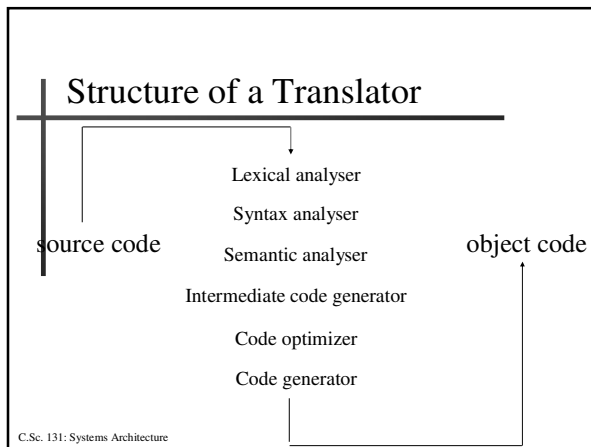 Structure of a Translator
Lexical analyser
Syntax analyser
source code
Semantic analyser
object code
Intermediate code generator
Code optimizer
Code generator
C.Sc. 131: Systems Architecture